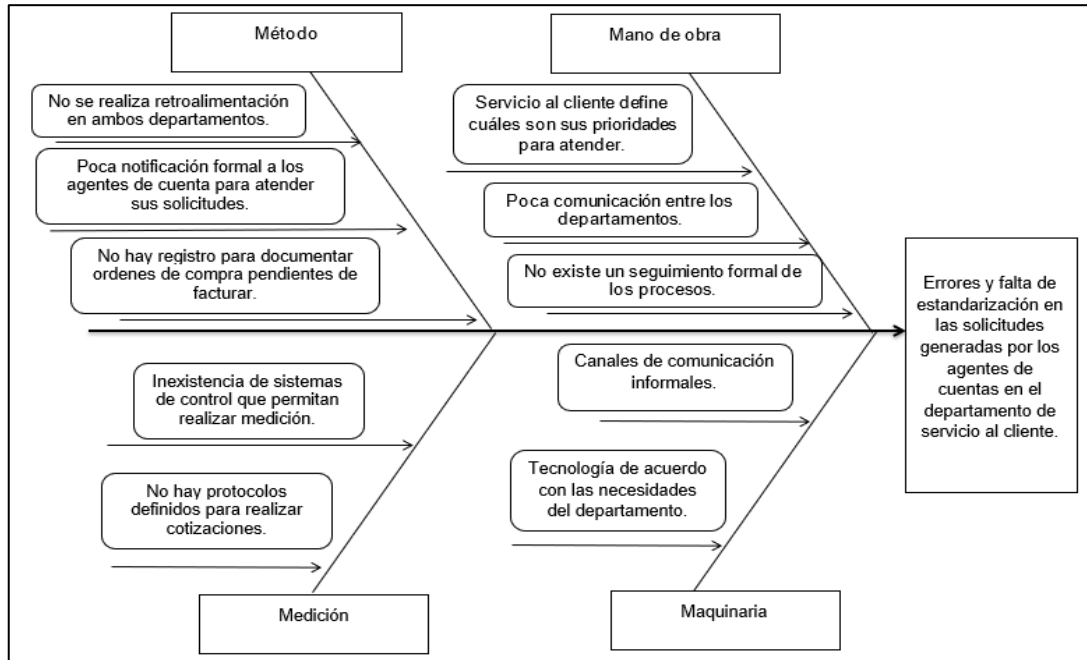 Método
Mano de obra
No se realiza retroalimentación
en ambos departamentos.
Poca notificación formal a los
agentes de cuenta para atender
sus solicitudes.
No hay registro para documentar
ordenes de compra pendientes de
facturar.
Servicio al cliente define
cuáles son sus prioridades
para atender.
Poca comunicación entre los
departamentos.
No existe un seguimiento formal de
los procesos.
Errores y falta de
estandarización en
las solicitudes
generadas por los
agentes de
cuentas en el
departamento de
servicio al cliente.
Inexistencia de sistemas
de control que permitan
realizar medición.
No hay protocolos
definidos para realizar
cotizaciones.
Canales de comunicación
informales.
Tecnología de acuerdo
con las necesidades
del departamento.
Medición
Maquinaria